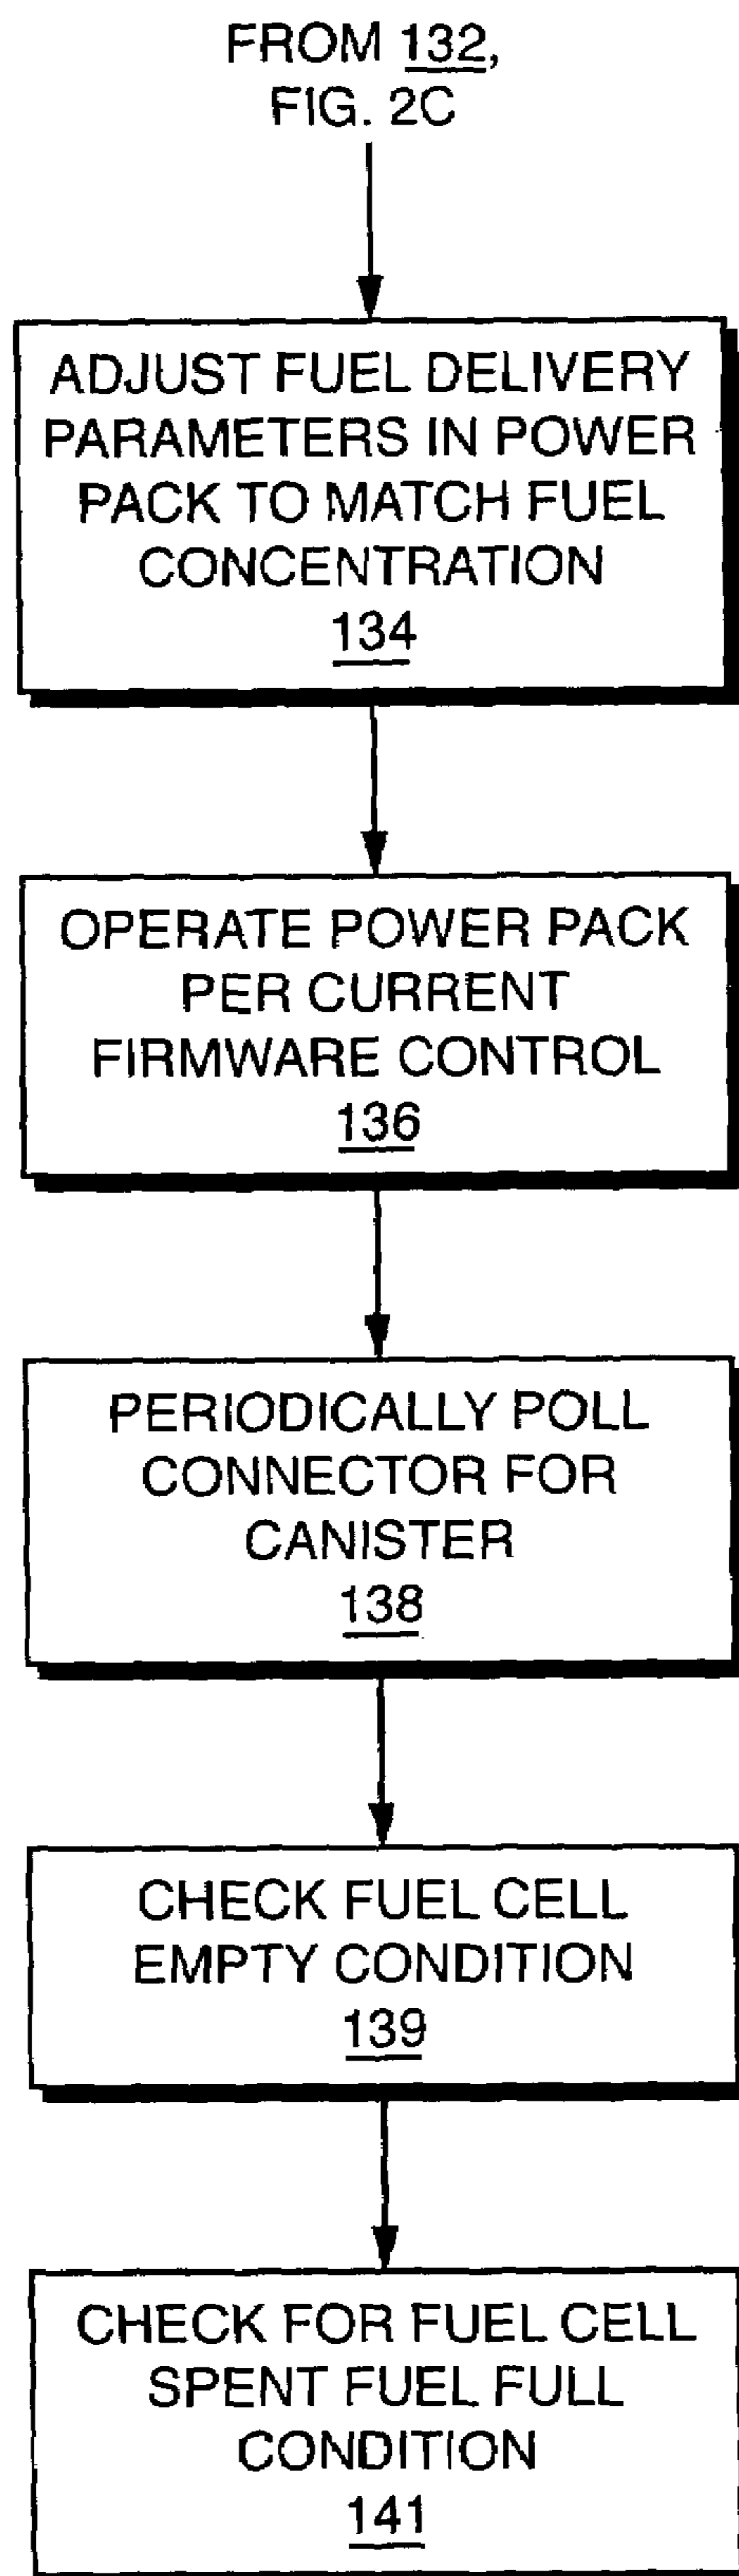 FROM 132,
FIG. 2C
ADJUST FUEL DELIVERY
PARAMETERS IN POWER
PACK TO MATCH FUEL
CONCENTRATION
134
OPERATE POWER PACK
PER CURRENT
FIRMWARE CONTROL
136
PERIODICALLY POLL
CONNECTOR FOR
CANISTER
138
CHECK FUEL CELL
EMPTY CONDITION
139
CHECK FOR FUEL CELL
SPENT FUEL FULL
CONDITION
141